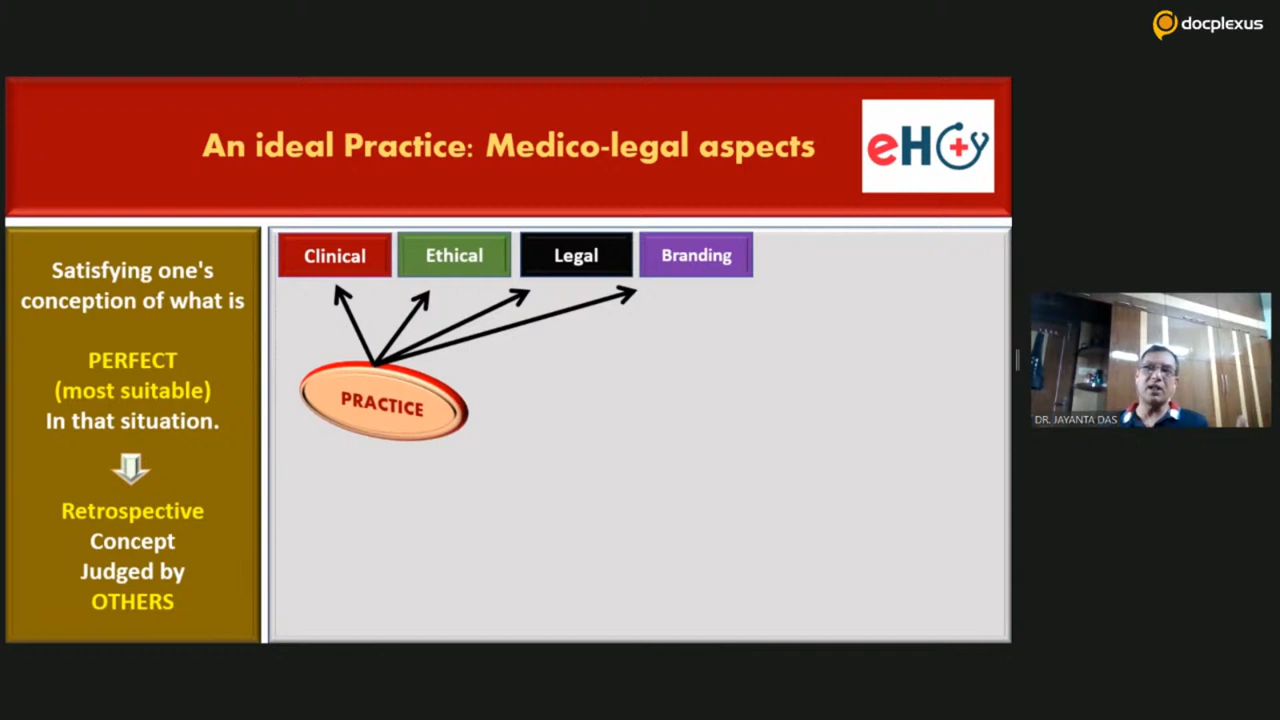 docplexus
An ideal Practice: Medico-legal aspects
eH
Satisfying one's
conception of what is
PERFECT
(most suitable)
In that situation.
Retrospective
Concept
Judged by
OTHERS
Clinical
Ethical
Legal
Branding
PRACTICE
DR. JAYANTA DAS